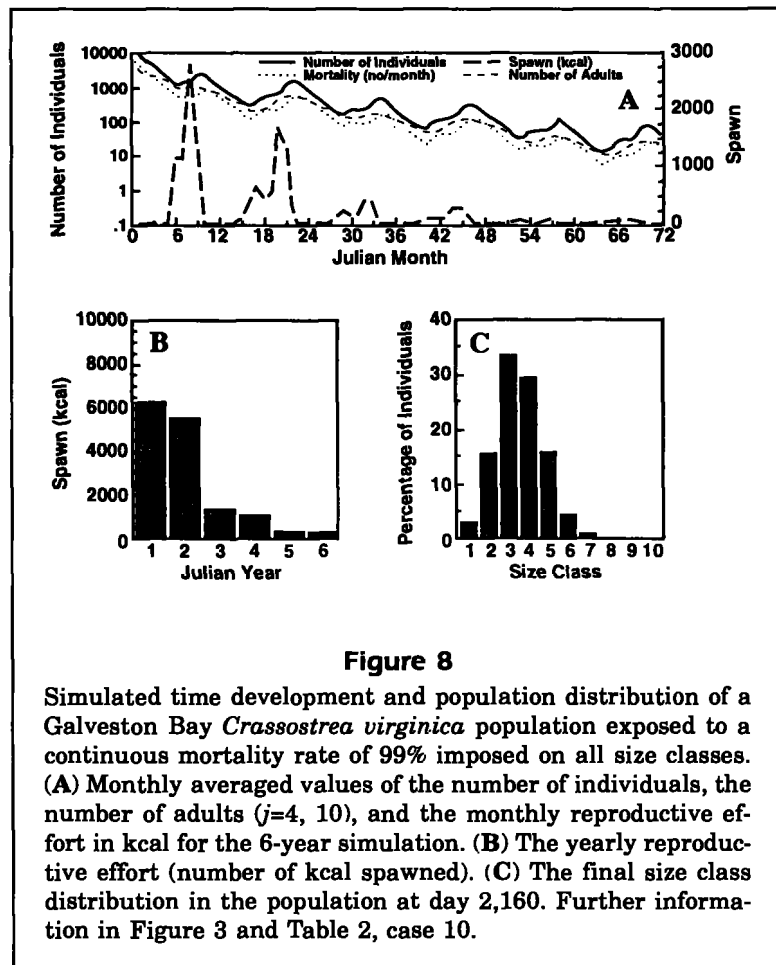 Number of Individuals
Spawn (kcal)
Mortality (no/month)
Number of Adults
A
10000
1000
100
10
1
.1
Number of Individuals
3000
2000
1000
0
Spawn
0 6 12 18 24 30 36 42 48 54 60 66 72
Julian Month
B
10000
8000
6000
4000
2000
0
Spawn (kcal)
1 2 3 4 5 6
Julian Year
C
40
30
20
10
0
Percentage of Individuals
1 2 3 4 5 6 7 8 9 10
Size Class
Figure 8
Simulated time development and population distribution of a
Galveston Bay Crassostrea virginica population exposed to a
continuous mortality rate of 99% imposed on all size classes.
(A) Monthly averaged values of the number of individuals, the
number of adults (j=4, 10), and the monthly reproductive ef-
fort in kcal for the 6-year simulation. (B) The yearly reproduc-
tive effort (number of kcal spawned). (C) The final size class
distribution in the population at day 2,160. Further informa-
tion in Figure 3 and Table 2, case 10.